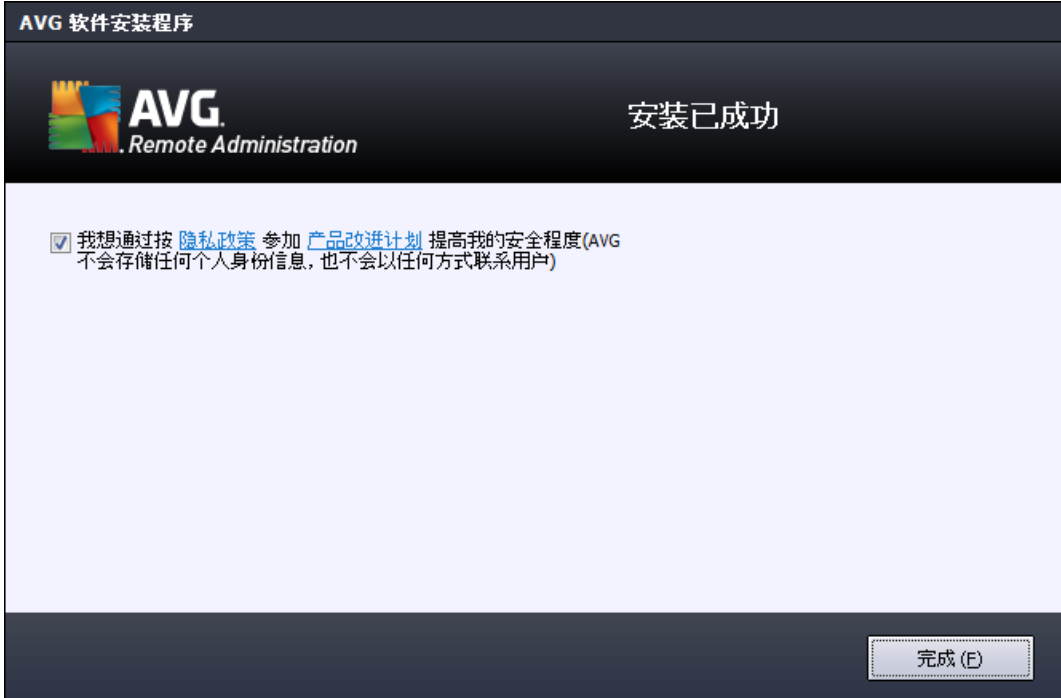 AVG 软件安装程序
AVG.
Remote Administration
安装已成功
我想通过按 隐私政策 参加 产品改进计划 提高我的安全程度(AVG
不会存储任何个人身份信息, 也不会以任何方式联系用户)
完成 (F)